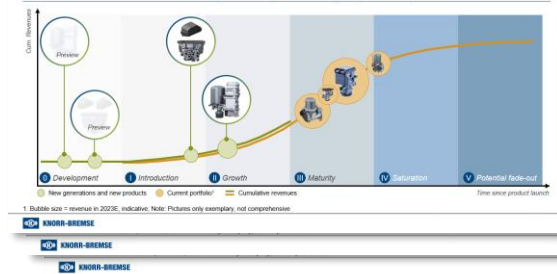 Cum. Revenues
Preview
Preview
0 Development
I Introduction
II Growth
III Maturity
IV Saturation
V Potential fade-out
New generations and new products
Current portfolio¹
Cumulative revenues
Time since product launch
1 Bubble size = revenue in 2023E, indicative, Note: Pictures only exemplary, not comprehensive
KNORR-BREMSE
KNORR-BREMSE
KNORR-BREMSE